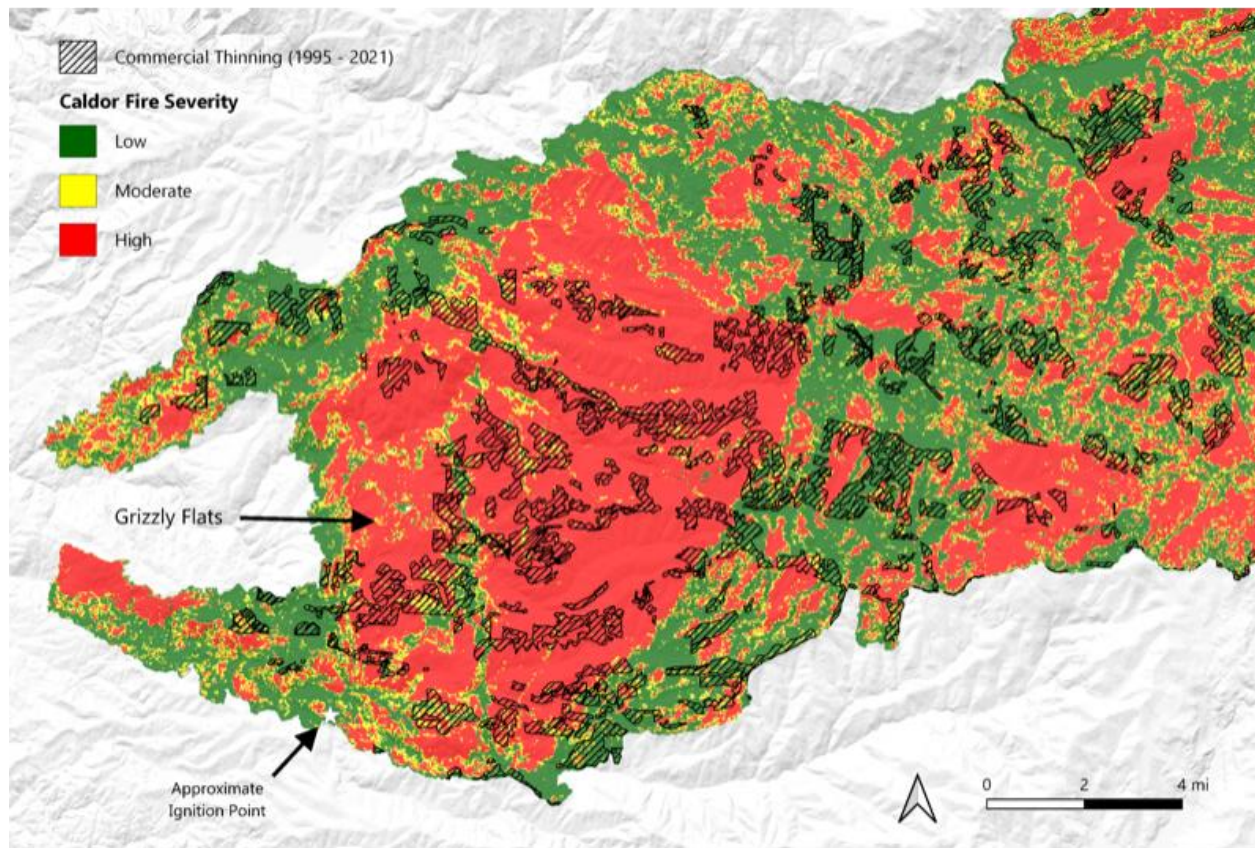 Commercial Thinning (1995 - 2021)
Caldor Fire Severity
Low
Moderate
High
Grizzly Flats
Approximate
Ignition Point
0 2 4 mi